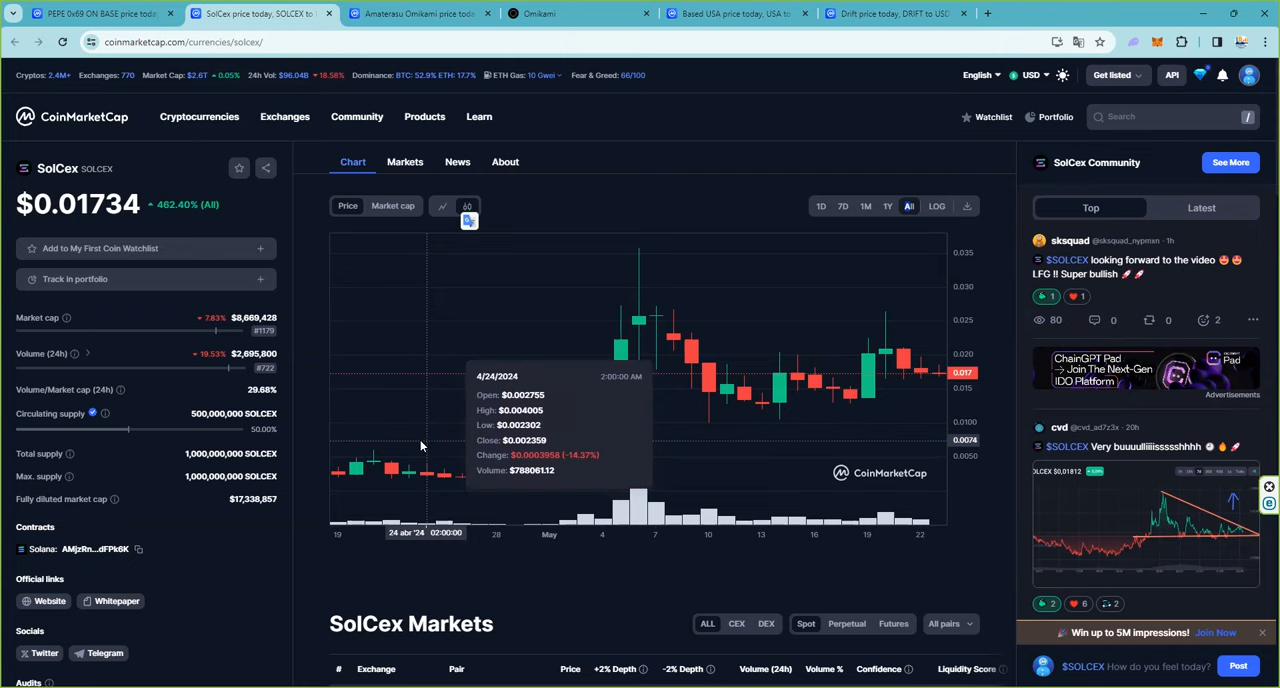 PEPE 0x69 ON BASE price today
SolCex price today, SOLCEX to
Amaterasu Omikami price today
Omikami
Based USA price today, USA to
Drift price today, DRIFT to USD
coinmarketcap.com/currencies/solcex/
Cryptos: 2.4M+ Exchanges: 770 Market Cap: $2.6T 0.05% 24h Vol: $96.04B 18.58% Dominance: BTC: 52.9% ETH: 17.7% ETH Gas: 10 Gwei Fear & Greed: 66/100
English USD Get listed API
CoinMarketCap Cryptocurrencies Exchanges Community Products Learn
Watchlist Portfolio Search /
SolCex SOLCEX
$0.01734 462.40% (All)
Add to My First Coin Watchlist +
Track in portfolio +
Market cap 7.83% $8,669,428
#1179
Volume (24h) 19.53% $2,695,800
#722
Volume/Market cap (24h) 29.68%
Circulating supply 500,000,000 SOLCEX
50.00%
Total supply 1,000,000,000 SOLCEX
Max. supply 1,000,000,000 SOLCEX
Fully diluted market cap $17,338,857
Contracts
Solana: AMjzRn...dFPk6K
Official links
Website Whitepaper
Socials
Twitter Telegram
Audits
Chart Markets News About
Price Market cap
1D 7D 1M 1Y All LOG
0.035
0.030
0.025
0.020
0.017
0.015
0.0100
0.0074
0.0050
4/24/2024 2:00:00 AM
Open: $0.002755
High: $0.004005
Low: $0.002302
Close: $0.002359
Change: $0.0003958 (-14.37%)
Volume: $788061.12
CoinMarketCap
19 24 abr '24 02:00:00 28 May 4 7 10 13 16 19 22
SolCex Markets
ALL CEX DEX Spot Perpetual Futures All pairs
# Exchange Pair Price +2% Depth -2% Depth Volume (24h) Volume % Confidence Liquidity Score
SolCex Community See More
Top Latest
sksquad @sksquad_nypmxn · 1h
$SOLCEX looking forward to the video
LFG !! Super bullish
1 1
80 0 0 2
ChainGPT Pad
→ Join The Next-Gen
IDO Platform
Pad
Advertisements
cvd @cvd_ad7z3x · 20h
$SOLCEX Very buuuulliiiissssshhhh
OLCEX $0,01812
2 6 2
Win up to 5M impressions! Join Now
$SOLCEX How do you feel today? Post